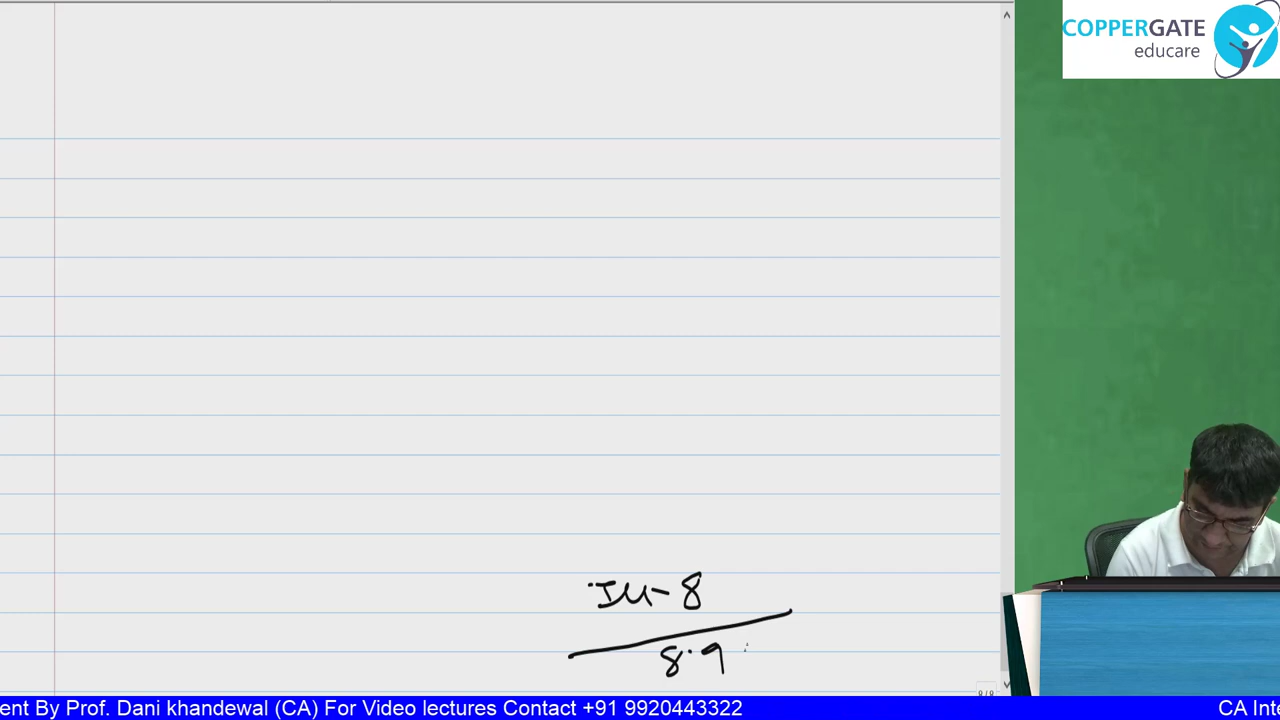 COPPERGATE
educare
Ill - 8
8.9
ent By Prof. Dani khandewal (CA) For Video lectures Contact +91 9920443322
CA Inte